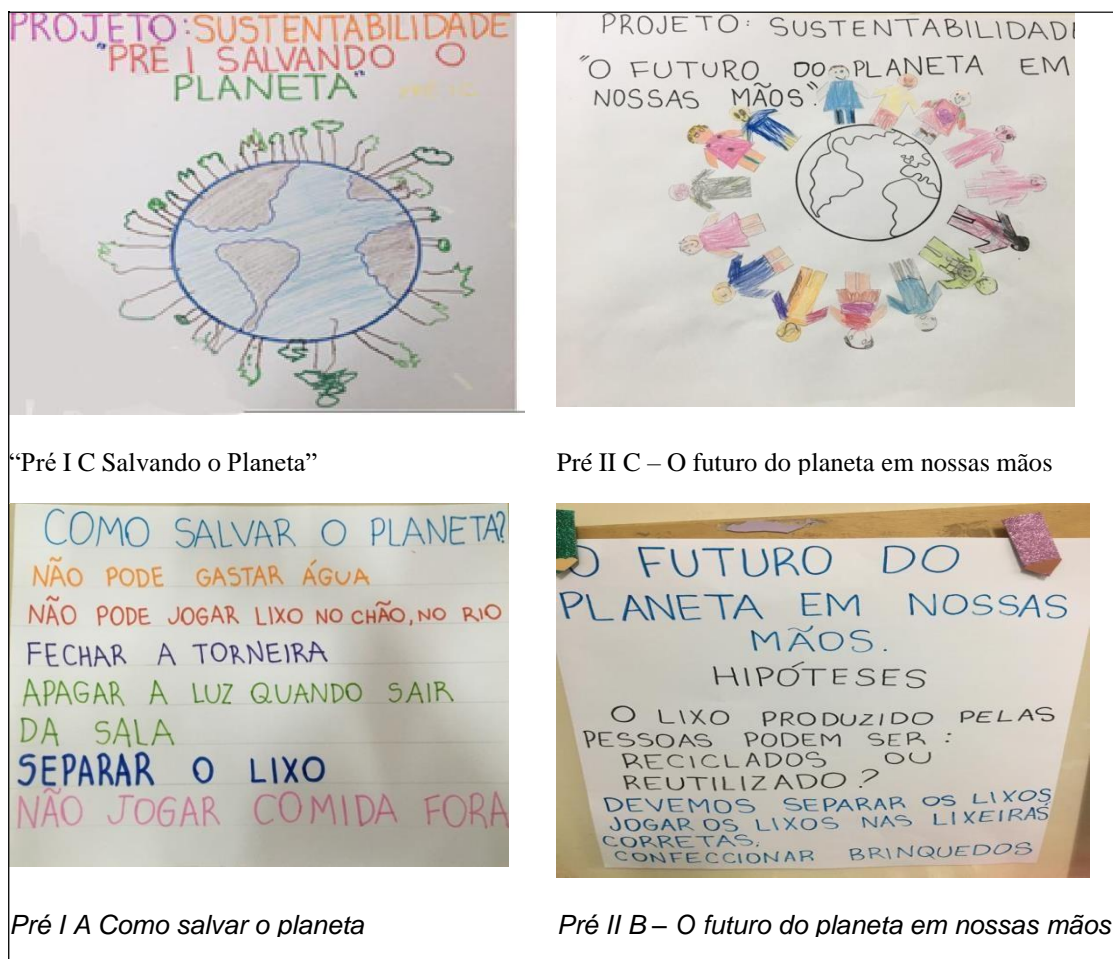 PROJETO: SUSTENTABILIDADE
"PRÉ I SALVANDO O
PLANETA"
PROJETO: SUSTENTABILIDADE
"O FUTURO DO PLANETA EM
NOSSAS MÃOS"
“Pré I C Salvando o Planeta”
Pré II C – O futuro do planeta em nossas mãos
COMO SALVAR O PLANETA?
NÃO PODE GASTAR ÁGUA
NÃO PODE JOGAR LIXO NO CHÃO, NO RIO
FECHAR A TORNEIRA
APAGAR A LUZ QUANDO SAIR
DA SALA
SEPARAR O LIXO
NÃO JOGAR COMIDA FORA
O FUTURO DO
PLANETA EM NOSSAS
MÃOS.
HIPÓTESES
O LIXO PRODUZIDO PELAS
PESSOAS PODEM SER:
RECICLADOS OU
REUTILIZADO?
DEVEMOS SEPARAR OS LIXOS
JOGAR OS LIXOS NAS LIXEIRAS
CORRETAS.
CONFECCIONAR BRINQUEDOS
Pré I A Como salvar o planeta
Pré II B – O futuro do planeta em nossas mãos